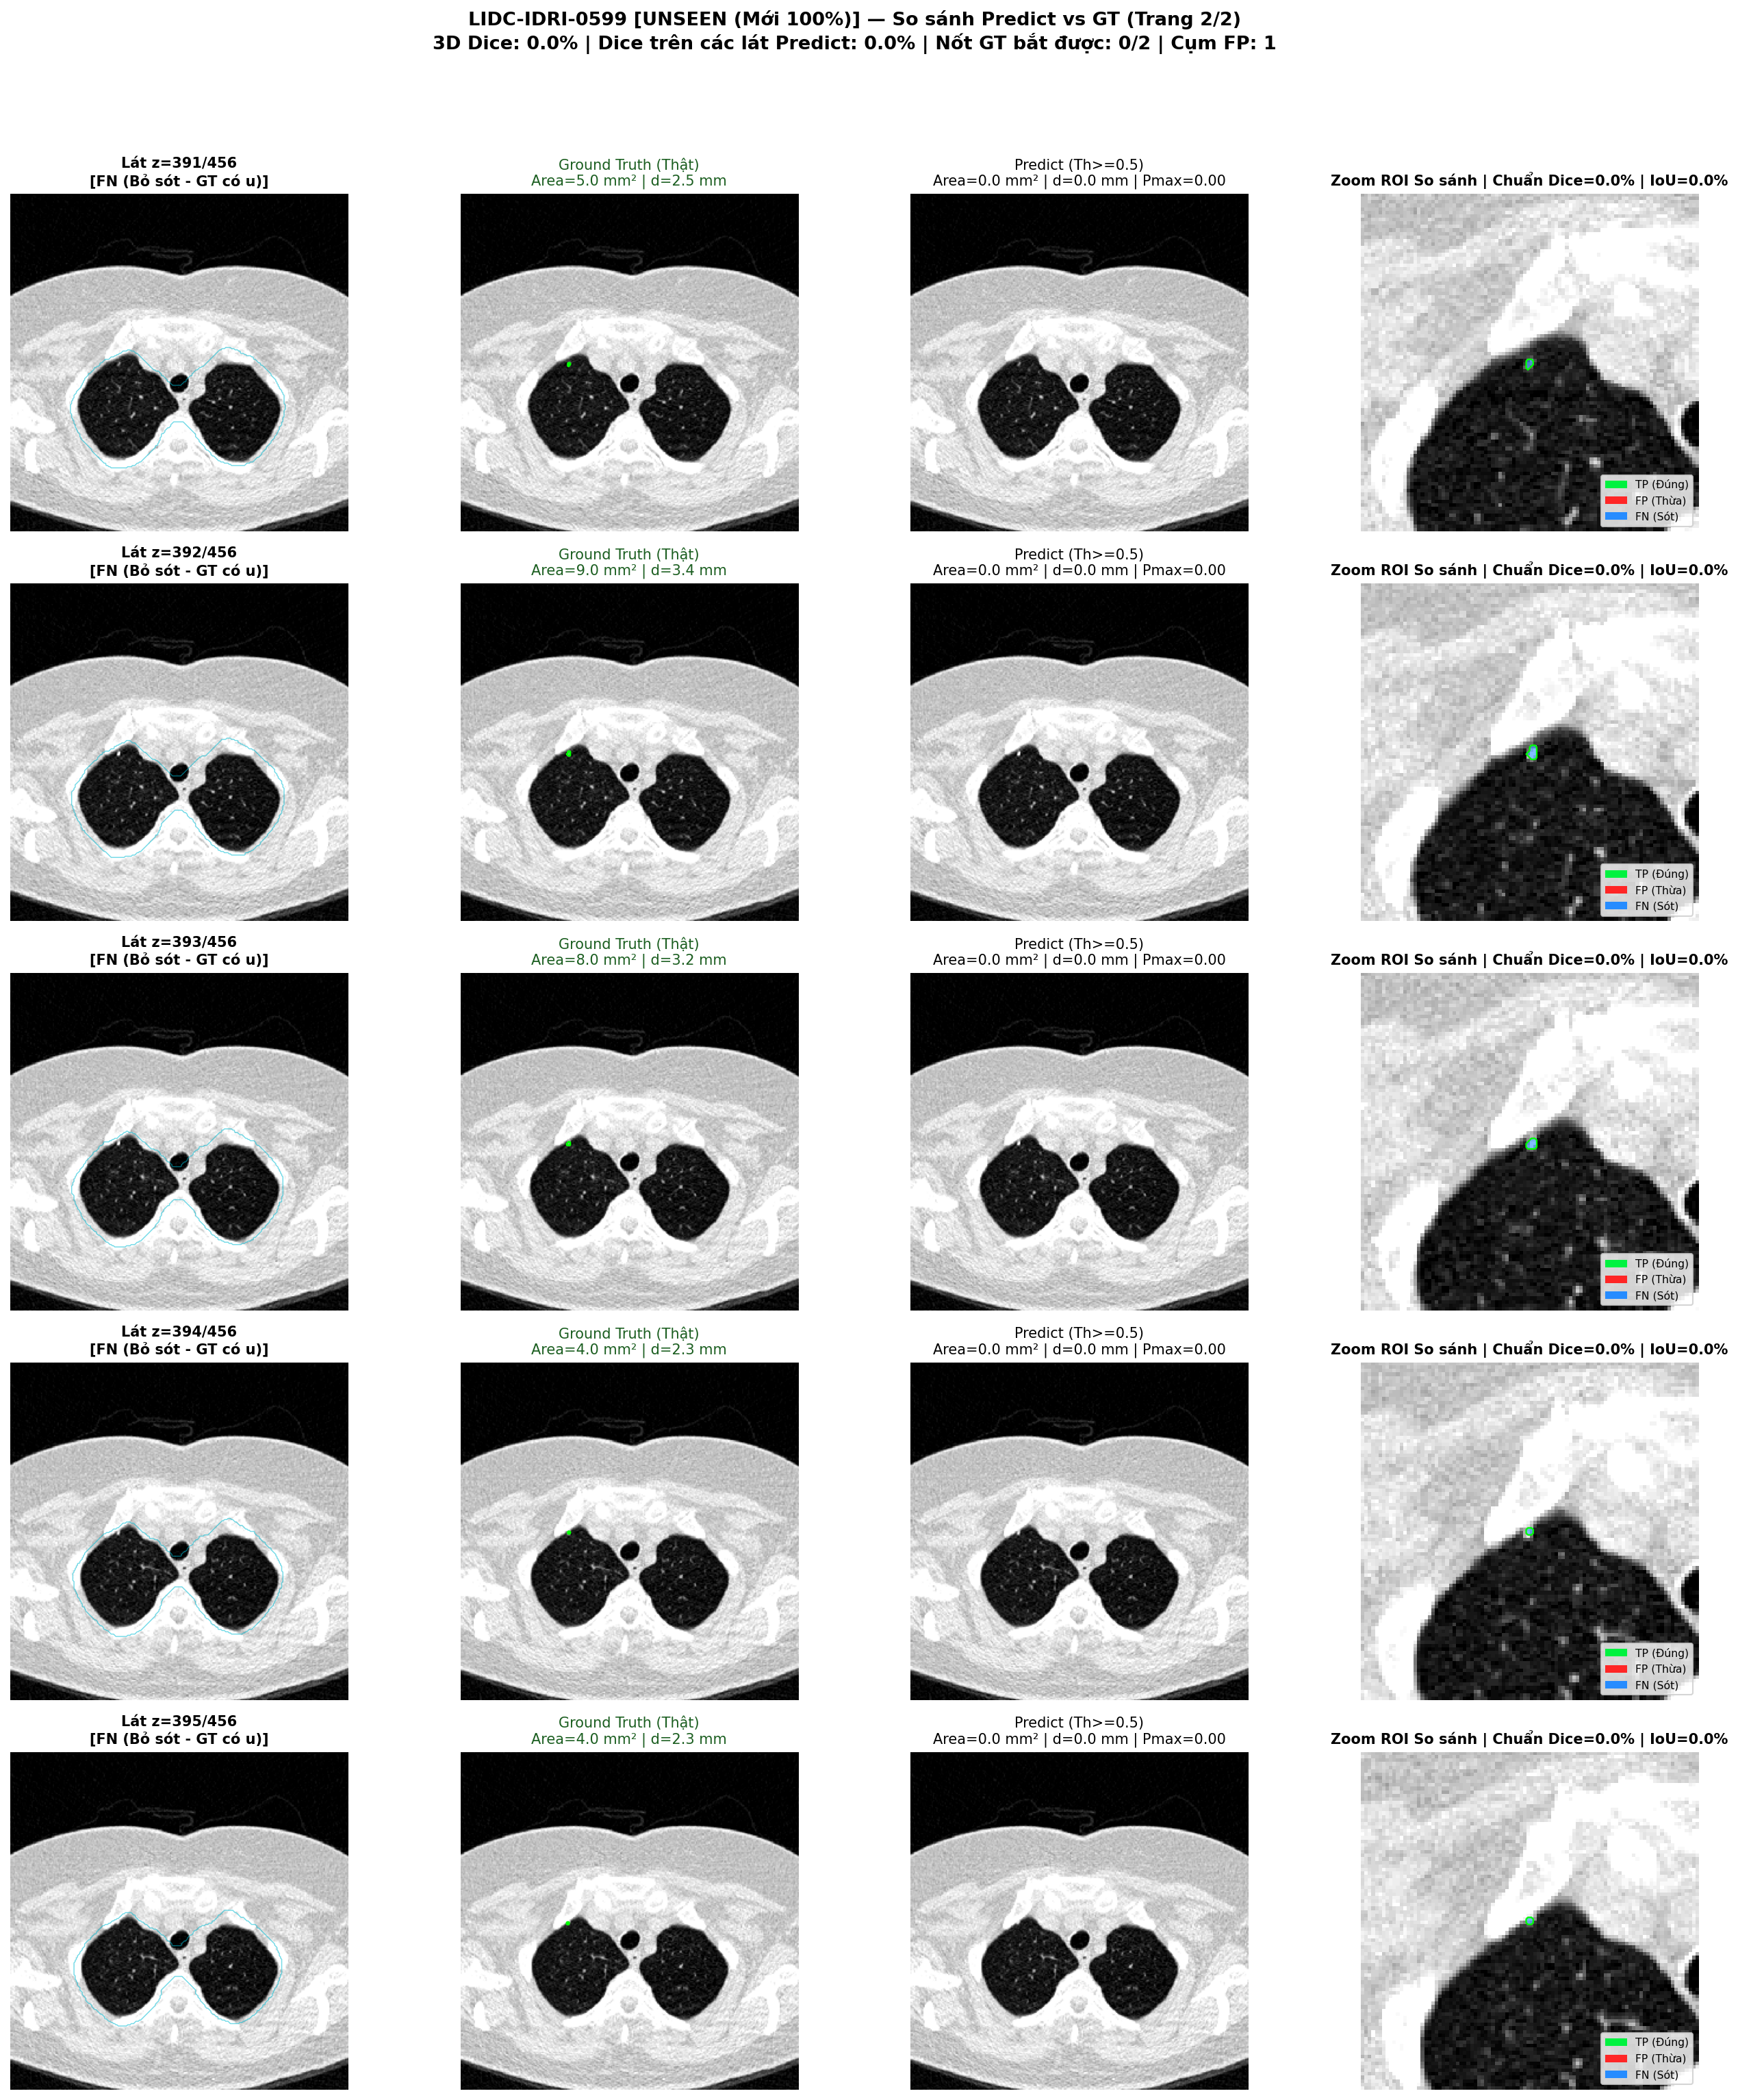 LIDC-IDRI-0599 [UNSEEN (Mới 100%)] — So sánh Predict vs GT (Trang 2/2)
3D Dice: 0.0% | Dice trên các lát Predict: 0.0% | Nốt GT bắt được: 0/2 | Cụm FP: 1
Lát z=391/456
[FN (Bỏ sót - GT có u)]
Ground Truth (Thật)
Area=5.0 mm² | d=2.5 mm
Predict (Th>=0.5)
Area=0.0 mm² | d=0.0 mm | Pmax=0.00
Zoom ROI So sánh | Chuẩn Dice=0.0% | IoU=0.0%
TP (Đúng)
FP (Thừa)
FN (Sót)
Lát z=392/456
[FN (Bỏ sót - GT có u)]
Ground Truth (Thật)
Area=9.0 mm² | d=3.4 mm
Predict (Th>=0.5)
Area=0.0 mm² | d=0.0 mm | Pmax=0.00
Zoom ROI So sánh | Chuẩn Dice=0.0% | IoU=0.0%
TP (Đúng)
FP (Thừa)
FN (Sót)
Lát z=393/456
[FN (Bỏ sót - GT có u)]
Ground Truth (Thật)
Area=8.0 mm² | d=3.2 mm
Predict (Th>=0.5)
Area=0.0 mm² | d=0.0 mm | Pmax=0.00
Zoom ROI So sánh | Chuẩn Dice=0.0% | IoU=0.0%
TP (Đúng)
FP (Thừa)
FN (Sót)
Lát z=394/456
[FN (Bỏ sót - GT có u)]
Ground Truth (Thật)
Area=4.0 mm² | d=2.3 mm
Predict (Th>=0.5)
Area=0.0 mm² | d=0.0 mm | Pmax=0.00
Zoom ROI So sánh | Chuẩn Dice=0.0% | IoU=0.0%
TP (Đúng)
FP (Thừa)
FN (Sót)
Lát z=395/456
[FN (Bỏ sót - GT có u)]
Ground Truth (Thật)
Area=4.0 mm² | d=2.3 mm
Predict (Th>=0.5)
Area=0.0 mm² | d=0.0 mm | Pmax=0.00
Zoom ROI So sánh | Chuẩn Dice=0.0% | IoU=0.0%
TP (Đúng)
FP (Thừa)
FN (Sót)